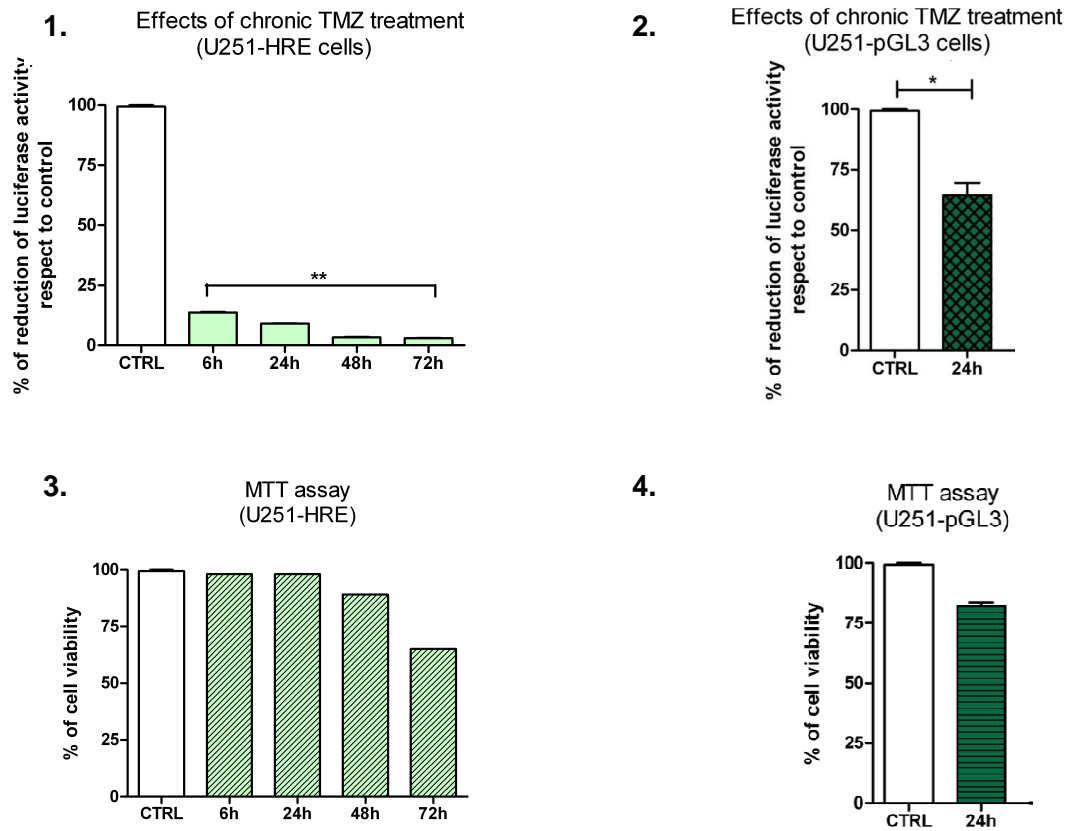 1.
Effects of chronic TMZ treatment
(U251-HRE cells)
% of reduction of luciferase activity
respect to control
100
75
50
25
0
**
CTRL 6h 24h 48h 72h
2.
Effects of chronic TMZ treatment
(U251-pGL3 cells)
% of reduction of luciferase activity
respect to control
100
75
50
25
0
*
CTRL 24h
3.
MTT assay
(U251-HRE)
% of cell viability
100
75
50
25
0
CTRL 6h 24h 48h 72h
4.
MTT assay
(U251-pGL3)
% of cell viability
100
75
50
25
0
CTRL 24h